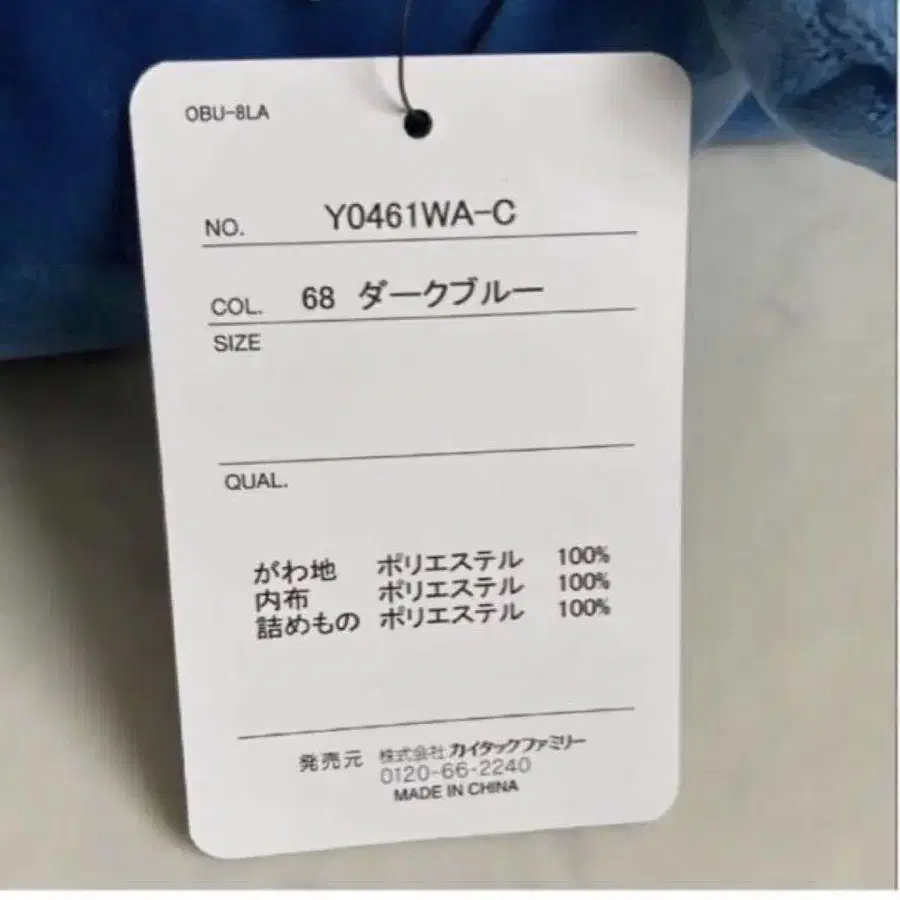 OBU-8LA
NO. Y0461WA-C
COL. 68 ダークブルー
SIZE
QUAL.
がわ地 ポリエステル 100%
内布 ポリエステル 100%
詰めもの ポリエステル 100%
発売元 株式会社カイタックファミリー
0120-66-2240
MADE IN CHINA